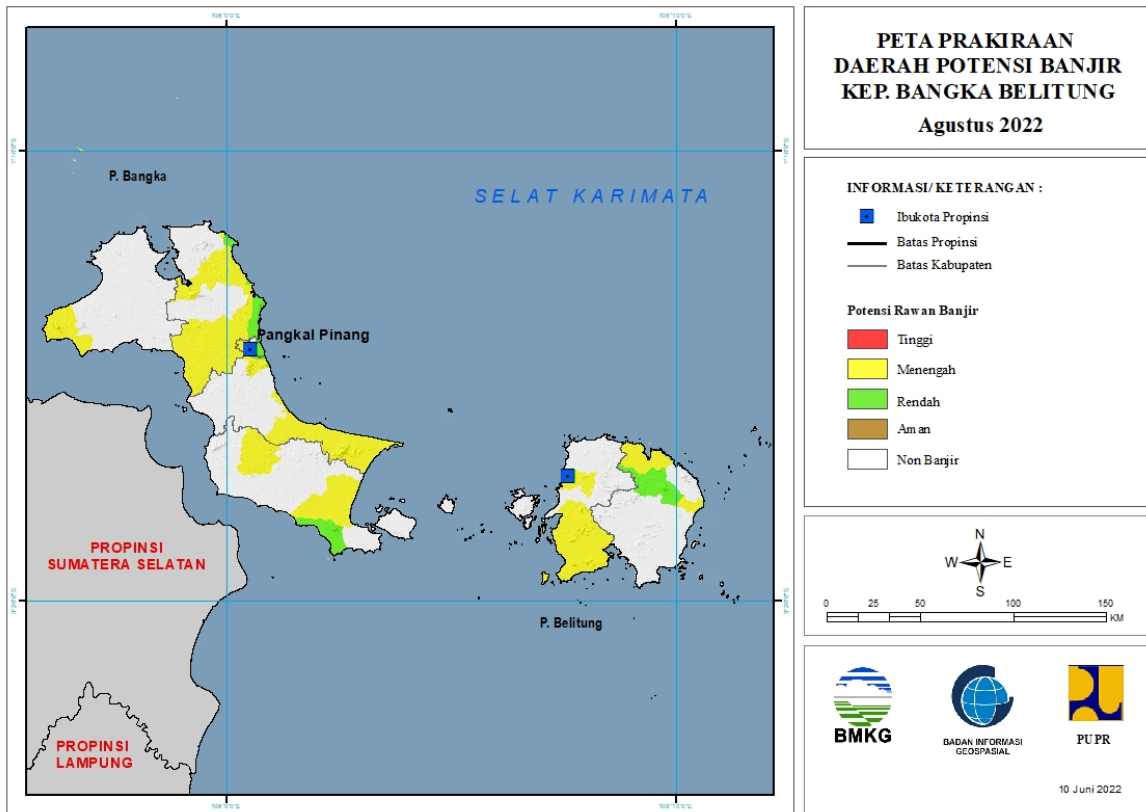 PETA PRAKIRAAN
DAERAH POTENSI BANJIR
KEP. BANGKA BELITUNG
Agustus 2022
P. Bangka
SELAT KARIMATA
Pangkal Pinang
P. Belitung
PROPINSI
SUMATERA SELATAN
PROPINSI
LAMPUNG
INFORMASI/ KETERANGAN :
Ibukota Propinsi
Batas Propinsi
Batas Kabupaten
Potensi Rawan Banjir
Tinggi
Menengah
Rendah
Aman
Non Banjir
N
W E
S
0 25 50 100 150
KM
BMKG
BADAN INFORMASI
GEOSPASIAL
PUPR
10 Juni 2022